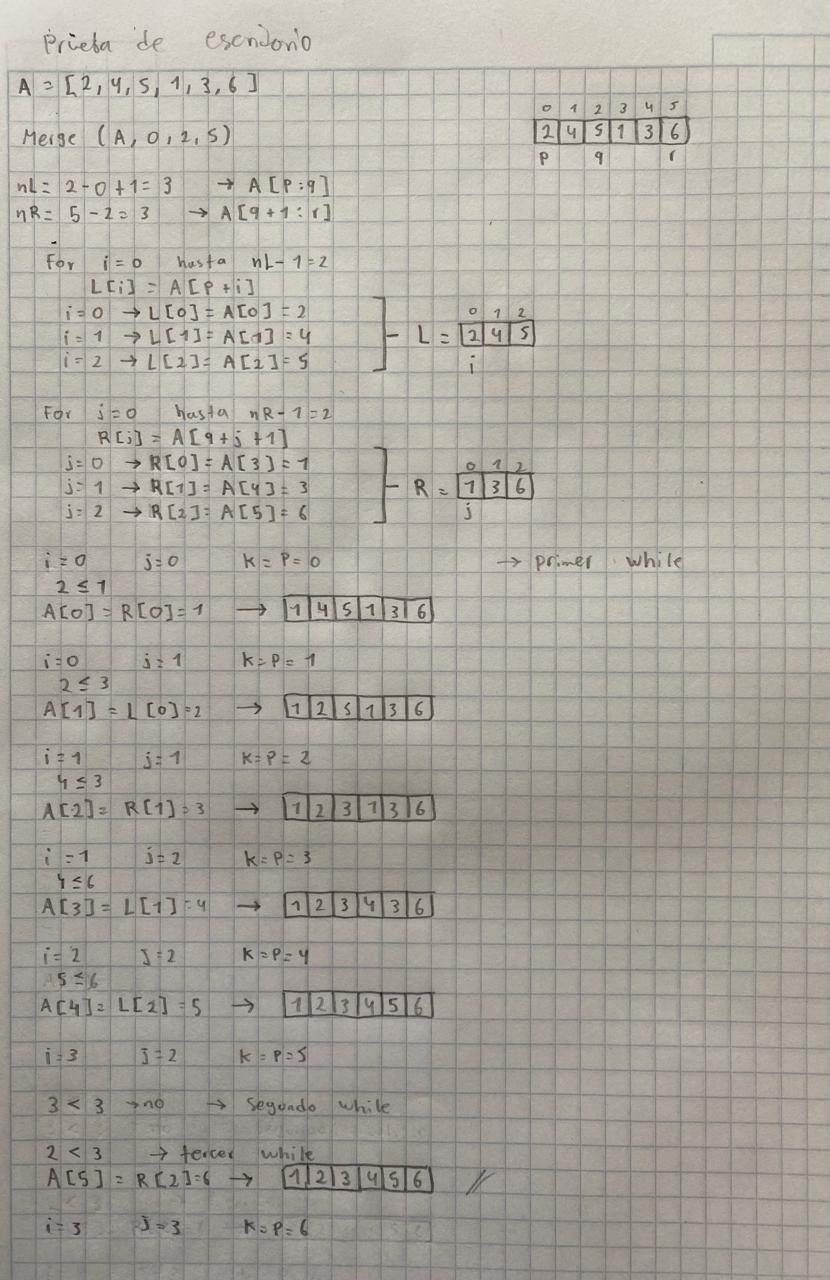 Prueba de escritorio
A = [2, 4, 5, 1, 3, 6]
0 1 2 3 4 5
Merge (A, 0, 2, 5)
2 4 5 1 3 6
p q r
nL = 2-0+1 = 3 → A[p:q]
nR = 5-2 = 3 → A[q+1:r]
For i=0 hasta nL-1=2
L[i] = A[p+i]
i=0 → L[0] = A[0] = 2
i=1 → L[1] = A[1] = 4
i=2 → L[2] = A[2] = 5
0 1 2
L = 2 4 5
i
For j=0 hasta nR-1=2
R[j] = A[q+j+1]
j=0 → R[0] = A[3] = 1
j=1 → R[1] = A[4] = 3
j=2 → R[2] = A[5] = 6
0 1 2
R = 1 3 6
j
i=0 j=0 k=p=0 → primer while
2 ≤ 1
A[0] = R[0] = 1 → 1 4 5 1 3 6
i=0 j=1 k=p=1
2 ≤ 3
A[1] = L[0] = 2 → 1 2 5 1 3 6
i=1 j=1 k=p=2
4 ≤ 3
A[2] = R[1] = 3 → 1 2 3 1 3 6
i=1 j=2 k=p=3
4 ≤ 6
A[3] = L[1] = 4 → 1 2 3 4 3 6
i=2 j=2 k=p=4
5 ≤ 6
A[4] = L[2] = 5 → 1 2 3 4 5 6
i=3 j=2 k=p=5
3 < 3 → no → segundo while
2 < 3 → tercer while
A[5] = R[2] = 6 → 1 2 3 4 5 6 //
i=3 j=3 k=p=6